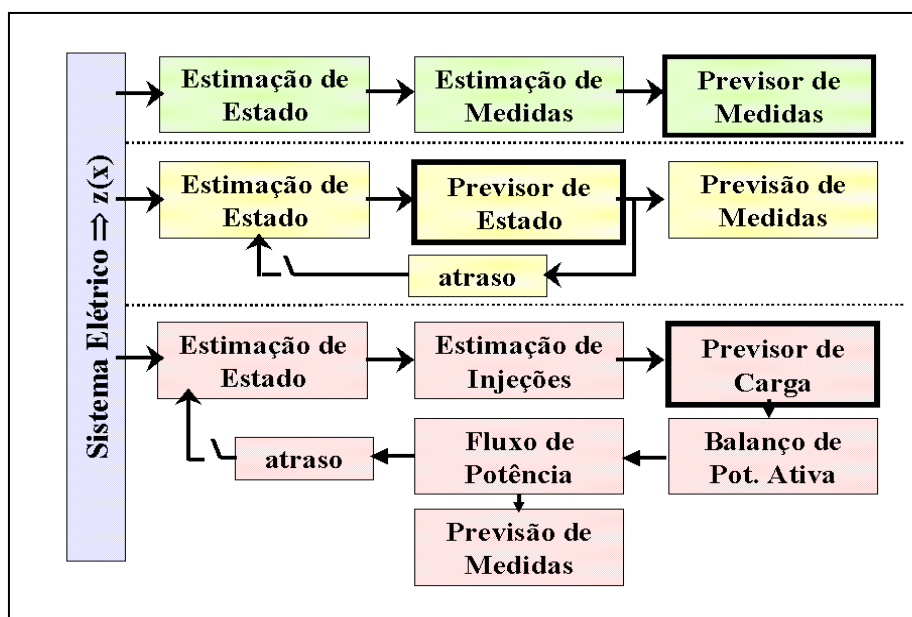 Sistema Elétrico ⇒ z(x)
Estimação de
Estado
Estimação de
Medidas
Previsor de
Medidas
Estimação de
Estado
Previsor de
Estado
Previsão de
Medidas
atraso
Estimação de
Estado
Estimação de
Injeções
Previsor de
Carga
atraso
Fluxo de
Potência
Balanço de
Pot. Ativa
Previsão de
Medidas